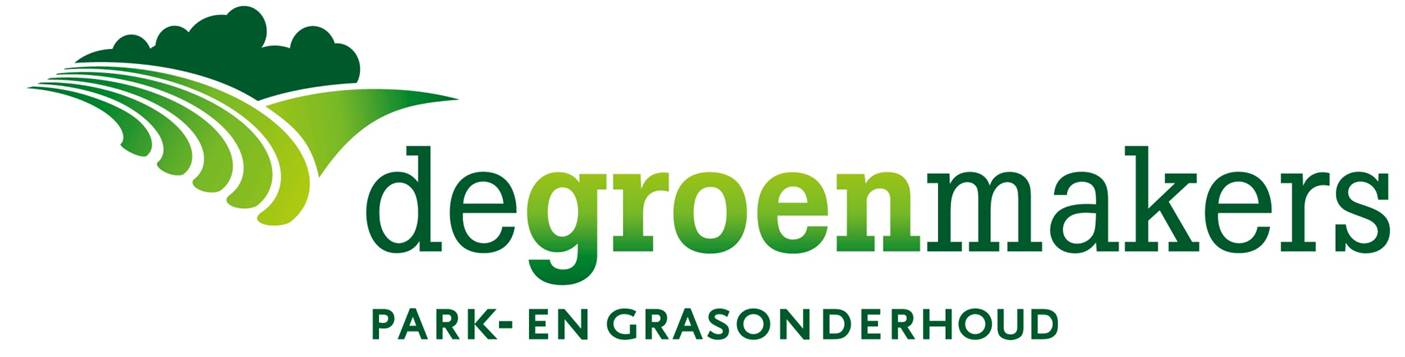 degroenmakers
PARK- EN GRASONDERHOUD